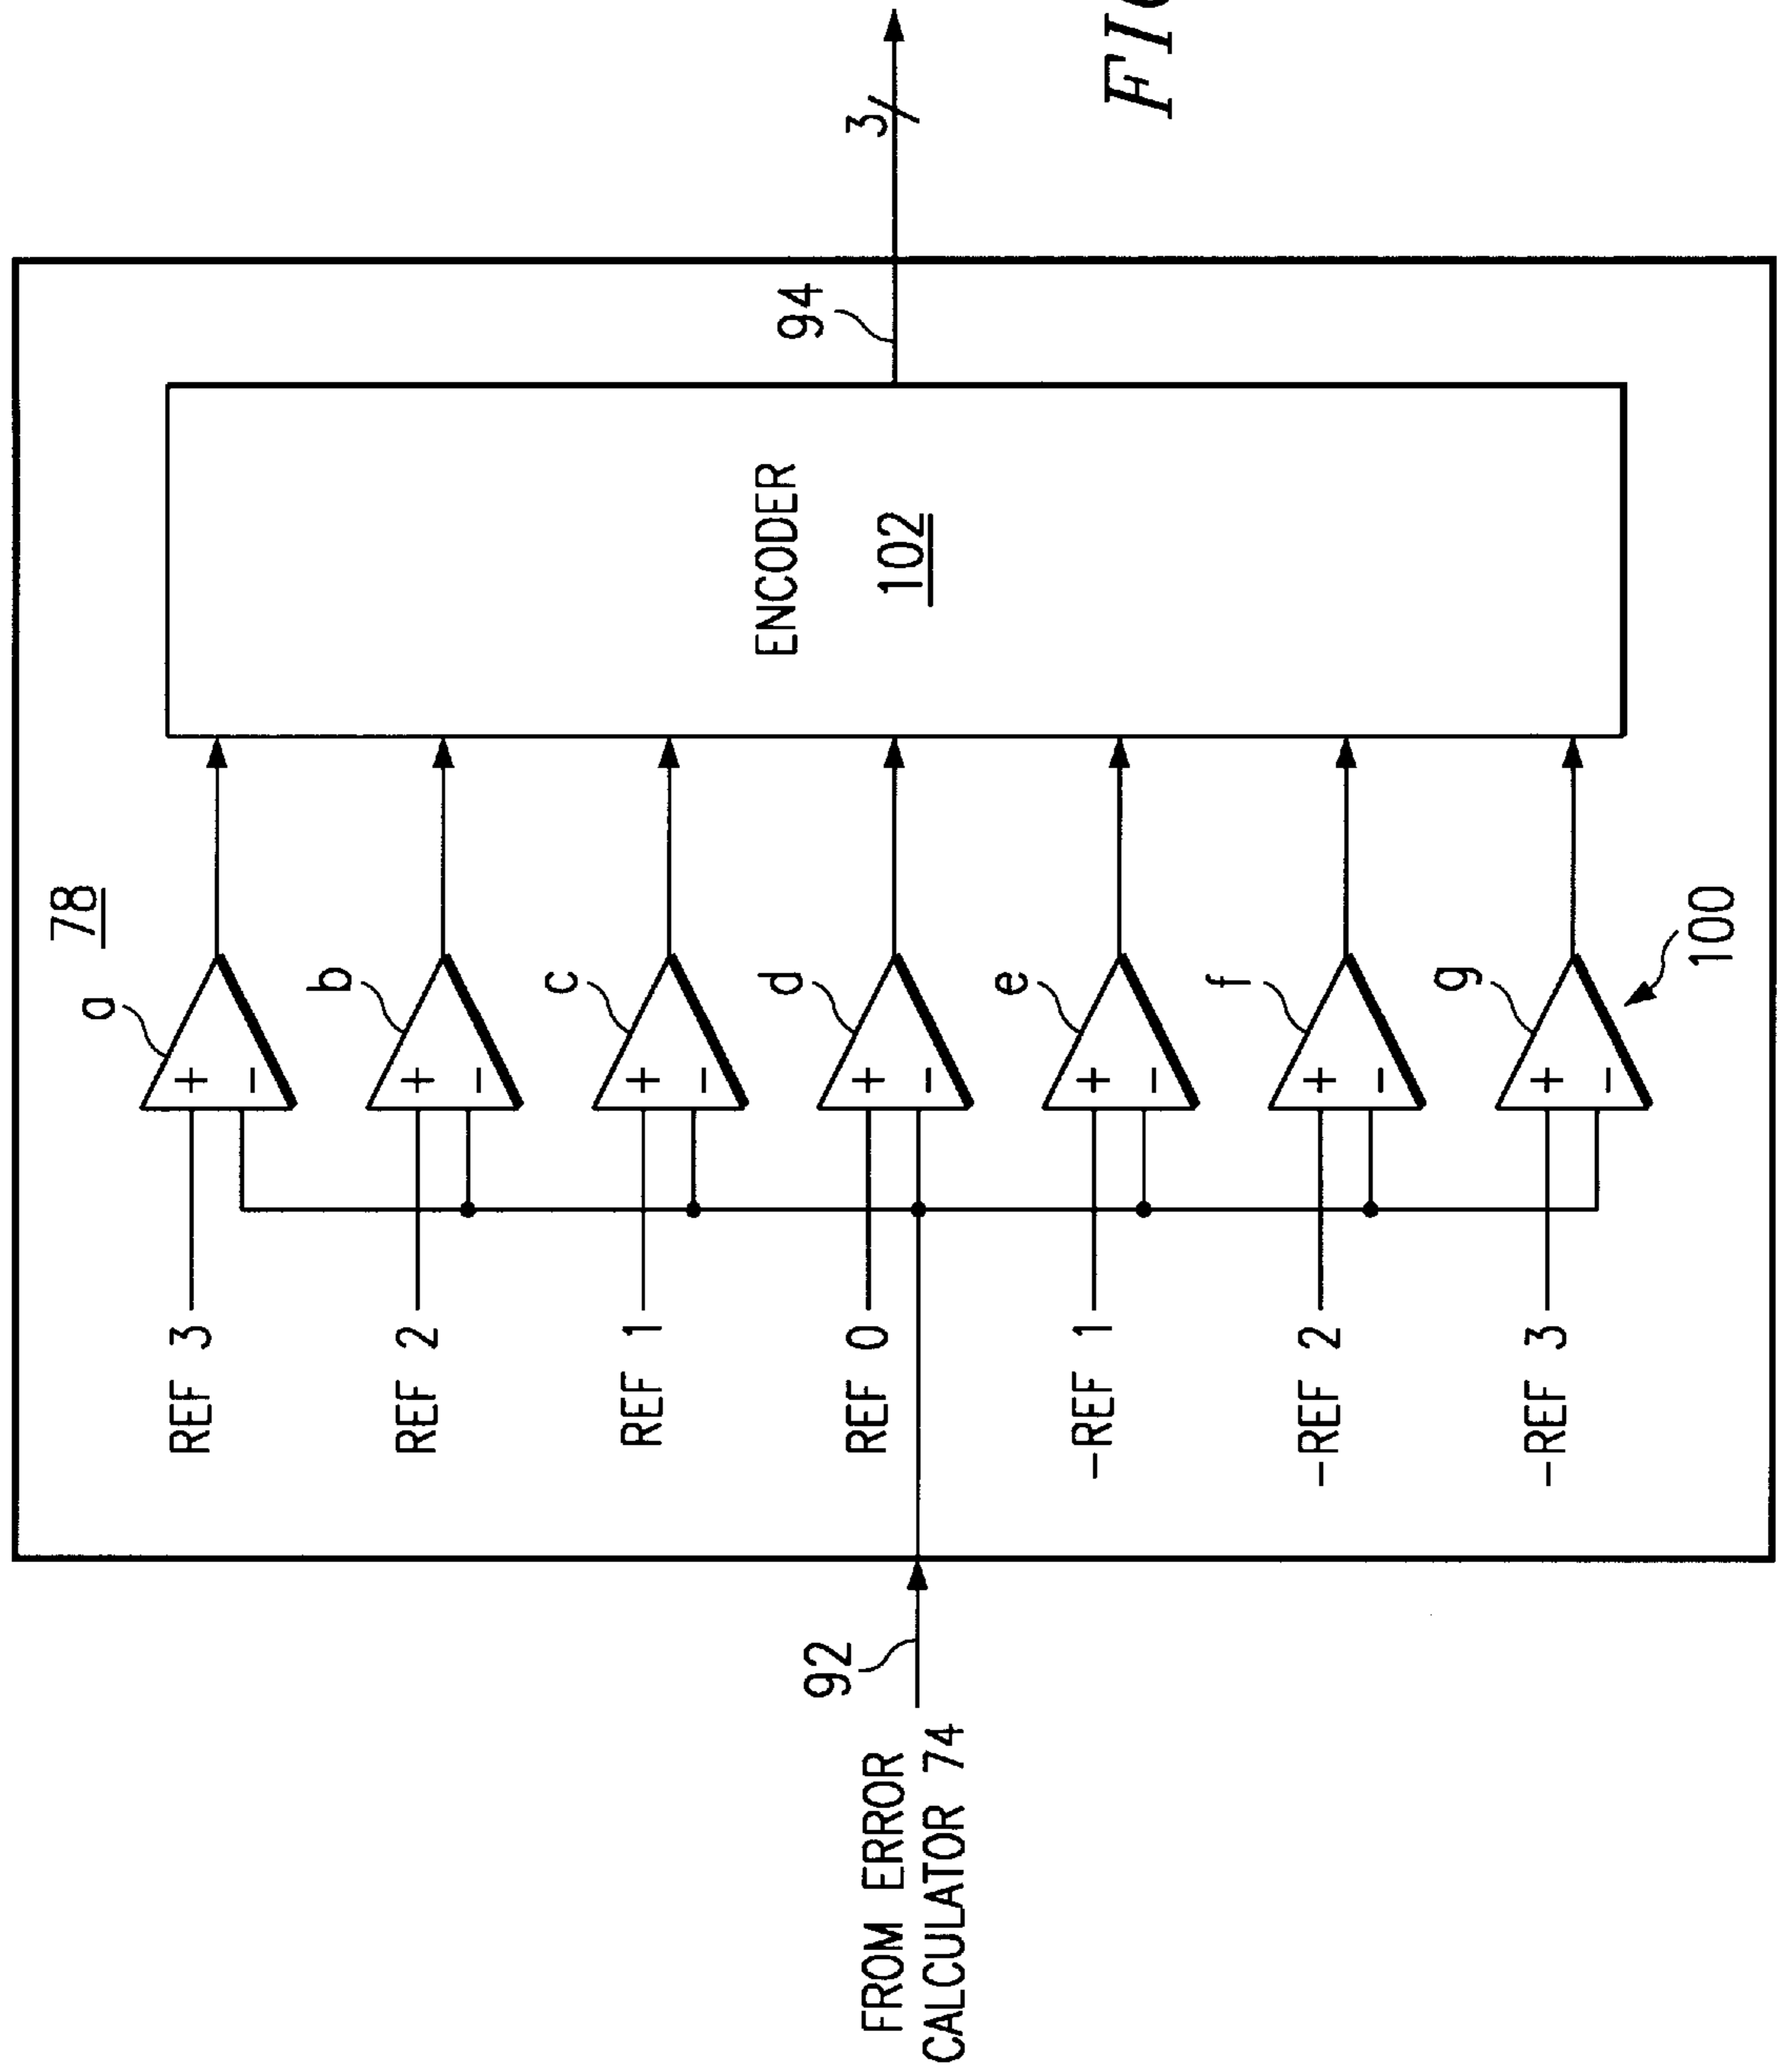 78
a
+
−
REF 3
b
+
−
REF 2
c
+
−
REF 1
d
+
−
REF 0
e
+
−
−REF 1
f
+
−
−REF 2
g
+
−
−REF 3
100
ENCODER
102
94
3
92
FROM ERROR
CALCULATOR 74